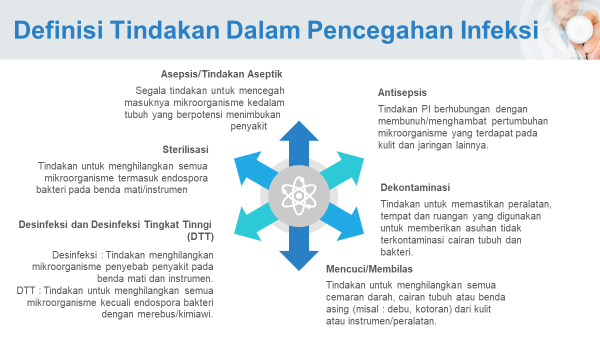 Definisi Tindakan Dalam Pencegahan Infeksi
Asepsis/Tindakan Aseptik
Segala tindakan untuk mencegah
masuknya mikroorganisme kedalam
tubuh yang berpotensi menimbukan
penyakit
Antisepsis
Tindakan PI berhubungan dengan
membunuh/menghambat pertumbuhan
mikroorganisme yang terdapat pada
kulit dan jaringan lainnya.
Sterilisasi
Tindakan untuk menghilangkan semua
mikroorganisme termasuk endospora
bakteri pada benda mati/instrumen
Dekontaminasi
Tindakan untuk memastikan peralatan,
tempat dan ruangan yang digunakan
untuk memberikan asuhan tidak
terkontaminasi cairan tubuh dan
bakteri.
Desinfeksi dan Desinfeksi Tingkat Tinngi
(DTT)
Desinfeksi : Tindakan menghilangkan
mikroorganisme penyebab penyakit pada
benda mati dan instrumen.
DTT : Tindakan untuk menghilangkan semua
mikroorganisme kecuali endospora bakteri
dengan merebus/kimiawi.
Mencuci/Membilas
Tindakan untuk menghilangkan semua
cemaran darah, cairan tubuh atau benda
asing (misal : debu, kotoran) dari kulit
atau instrumen/peralatan.